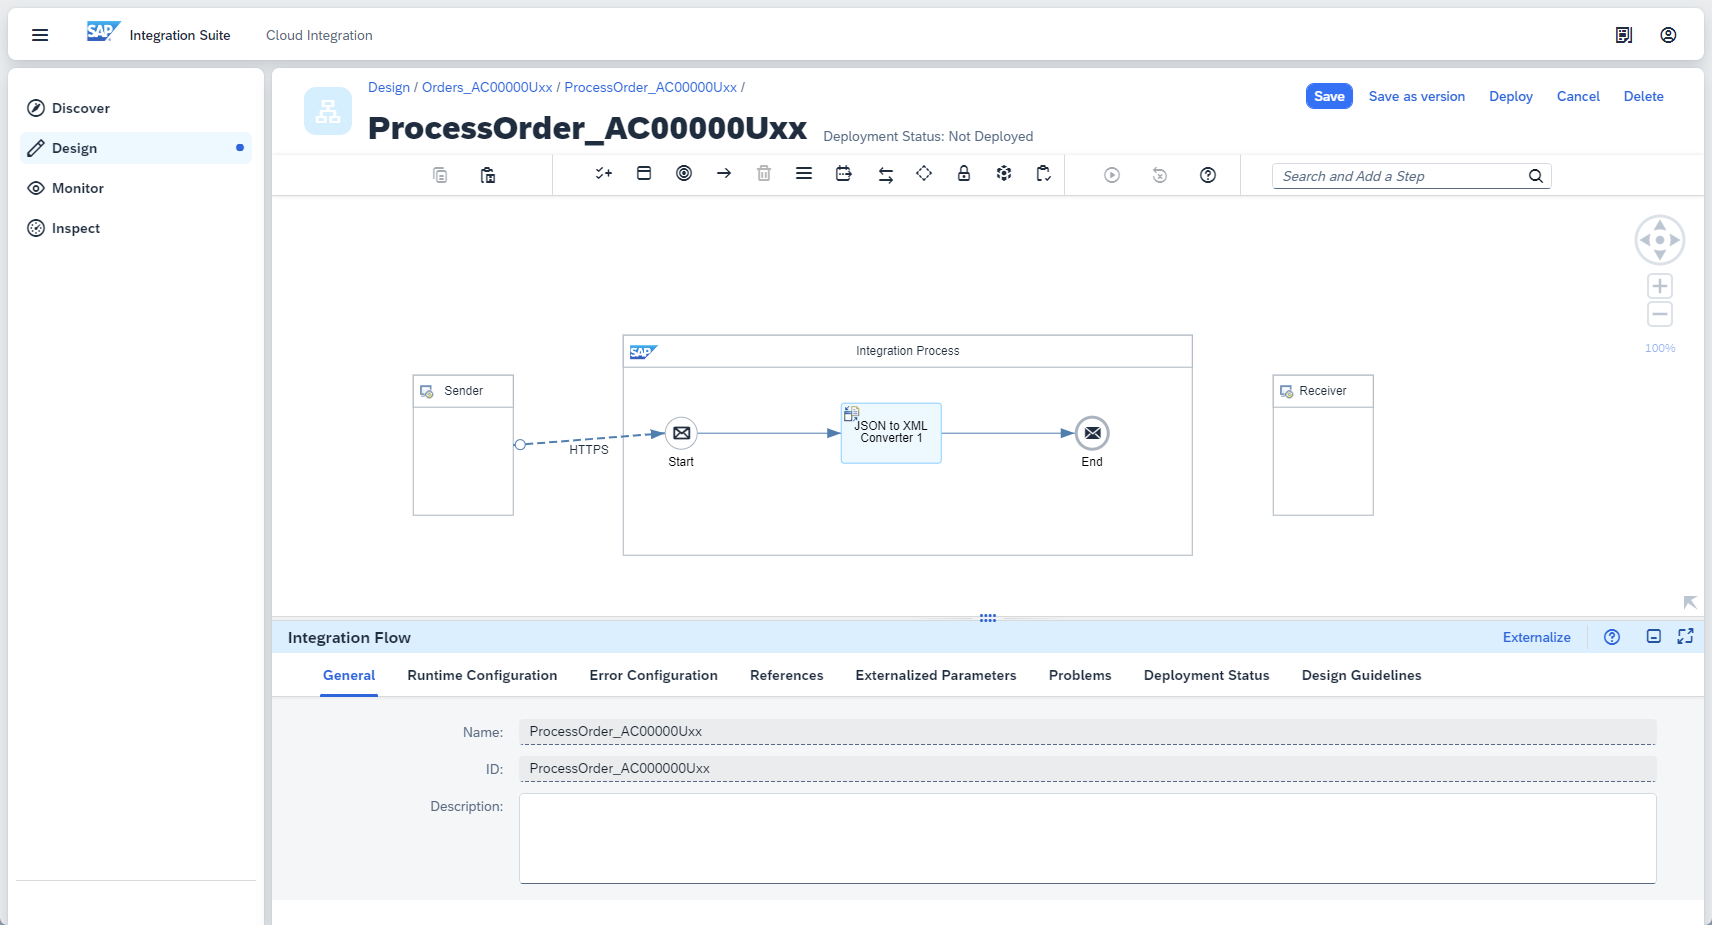 SAP Integration Suite Cloud Integration
Discover
Design
Monitor
Inspect
Design / Orders_AC00000Uxx / ProcessOrder_AC00000Uxx /
ProcessOrder_AC00000Uxx Deployment Status: Not Deployed
Save Save as version Deploy Cancel Delete
Search and Add a Step
100%
SAP Integration Process
Sender
HTTPS
Start
JSON to XML
Converter 1
End
Receiver
Integration Flow Externalize
General Runtime Configuration Error Configuration References Externalized Parameters Problems Deployment Status Design Guidelines
Name: ProcessOrder_AC00000Uxx
ID: ProcessOrder_AC000000Uxx
Description: